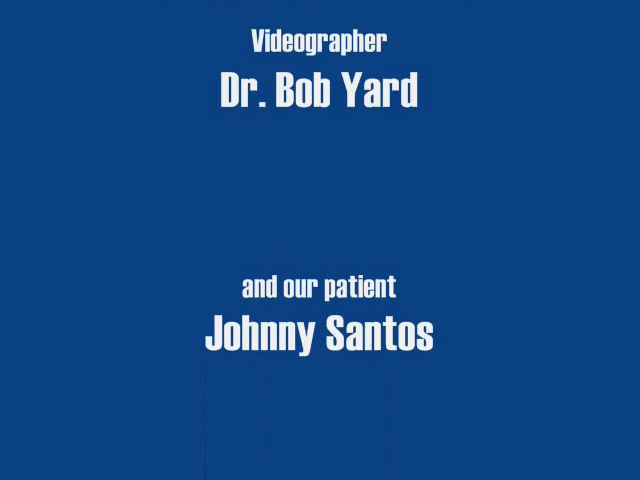 Videographer
Dr. Bob Yard
and our patient
Johnny Santos